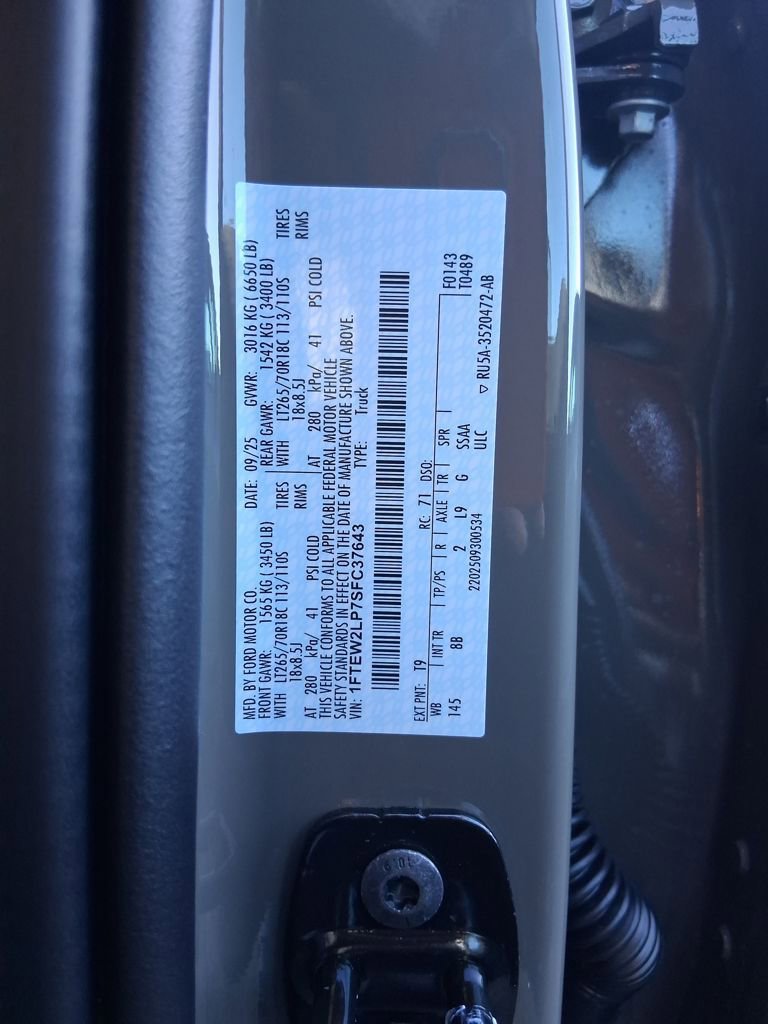 MFD. BY FORD MOTOR CO.
DATE: 09/25 GVWR: 3016 KG ( 6650 LB)
FRONT GAWR: 1565 KG ( 3450 LB) REAR GAWR: 1542 KG ( 3400 LB)
WITH LT265/70R18C 113/110S TIRES WITH LT265/70R18C 113/110S TIRES
18x8.5J RIMS 18x8.5J RIMS
AT 280 kPa/ 41 PSI COLD AT 280 kPa/ 41 PSI COLD
THIS VEHICLE CONFORMS TO ALL APPLICABLE FEDERAL MOTOR VEHICLE
SAFETY STANDARDS IN EFFECT ON THE DATE OF MANUFACTURE SHOWN ABOVE.
VIN: 1FTEW2LP7SFC37643 TYPE: Truck
F0143
T0489
EXT PNT: T9 RC: 71 DSO:
WB INT TR TP/PS R AXLE TR SPR
145 8B 2 L9 G SSAA
ULC
2202509300534 ▽ RU5A-3520472-AB
10.9